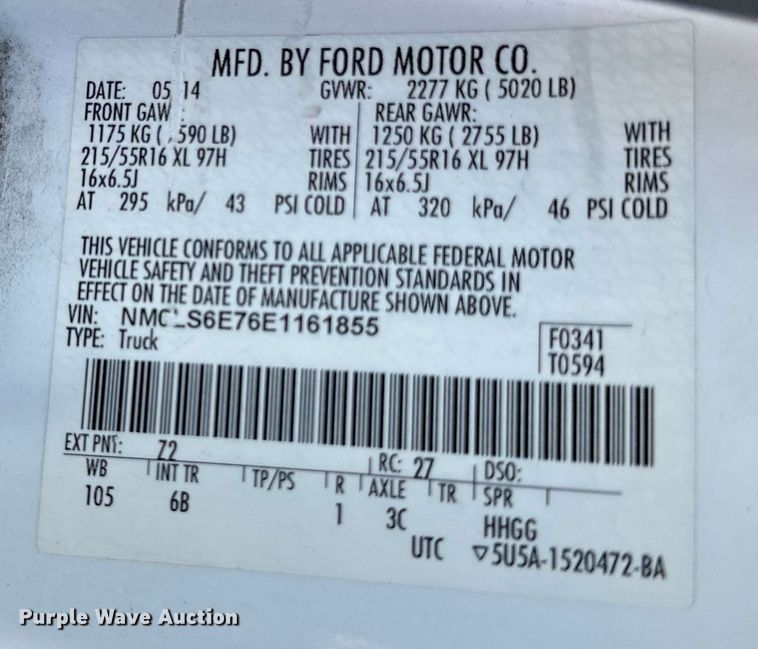 MFD. BY FORD MOTOR CO.
DATE: 05 14 GVWR: 2277 KG ( 5020 LB)
FRONT GAW : REAR GAWR:
1175 KG ( 590 LB) WITH 1250 KG ( 2755 LB) WITH
215/55R16 XL 97H TIRES 215/55R16 XL 97H TIRES
16x6.5J RIMS 16x6.5J RIMS
AT 295 kPa/ 43 PSI COLD AT 320 kPa/ 46 PSI COLD
THIS VEHICLE CONFORMS TO ALL APPLICABLE FEDERAL MOTOR
VEHICLE SAFETY AND THEFT PREVENTION STANDARDS IN
EFFECT ON THE DATE OF MANUFACTURE SHOWN ABOVE.
VIN:
TYPE: Truck
F0341
T0594
EXT PNT: Z2 RC: 27 DSO:
WB INT TR TP/PS R AXLE TR SPR
105 6B 1 3C HHGG
UTC ▽5U5A-1520472-BA
Purple Wave Auction